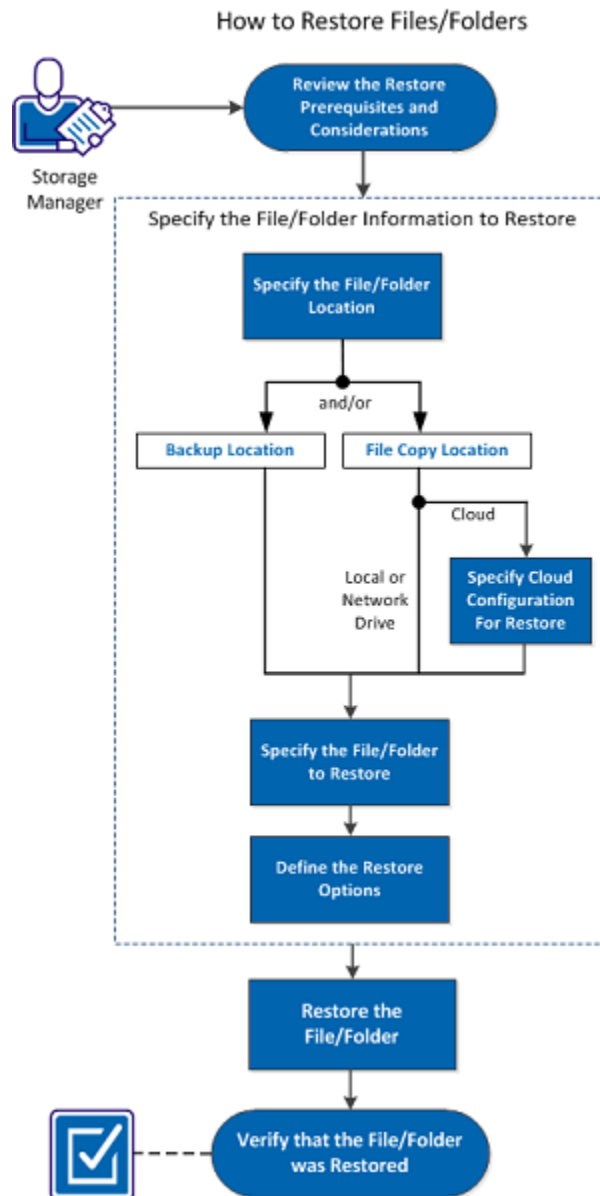 How to Restore Files/Folders
Review the Restore
Prerequisites and
Considerations
Storage
Manager
Specify the File/Folder Information to Restore
Specify the File/Folder
Location
and/or
Backup Location
File Copy Location
Cloud
Local or
Network
Drive
Specify Cloud
Configuration
For Restore
Specify the File/Folder
to Restore
Define the Restore
Options
Restore the
File/Folder
Verify that the File/Folder
was Restored